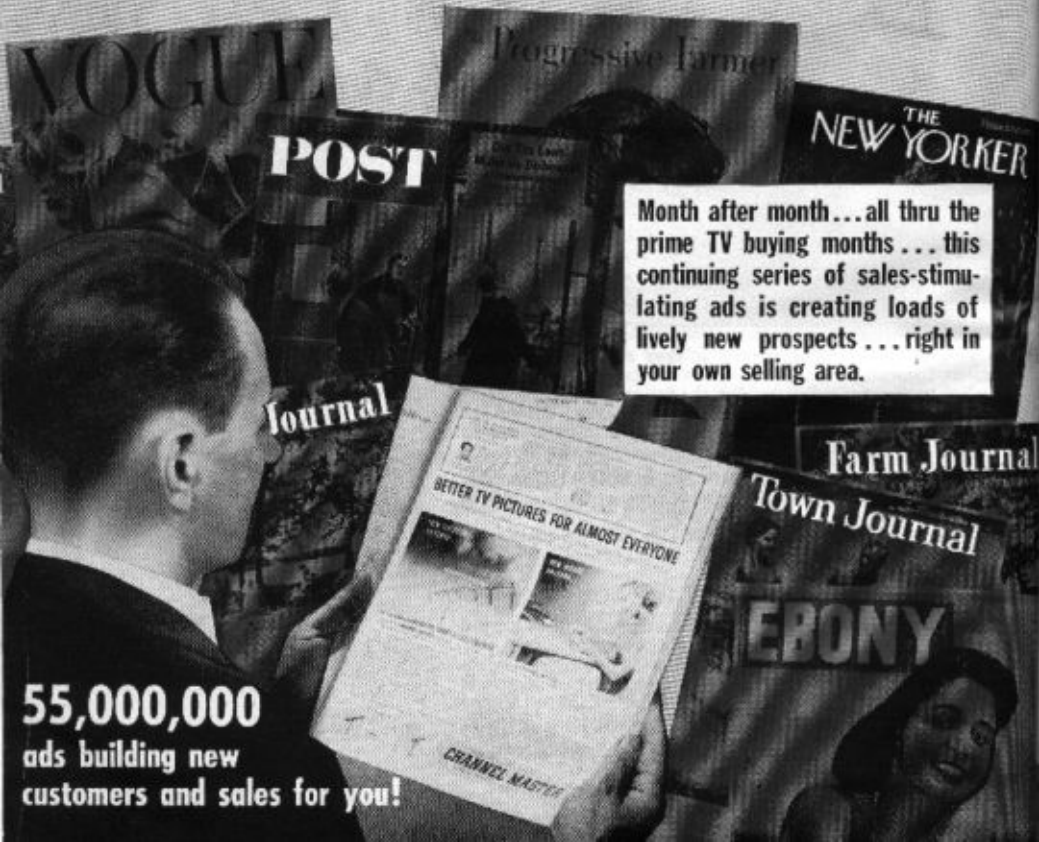 VOGUE
Progressive Farmer
POST
THE
NEW YORKER
Month after month...all thru the
prime TV buying months ... this
continuing series of sales-stimu-
lating ads is creating loads of
lively new prospects ... right in
your own selling area.
Journal
Farm Journal
Town Journal
BETTER TV PICTURES FOR ALMOST EVERYONE
EBONY
CHANNEL MASTER
55,000,000
ads building new
customers and sales for you!